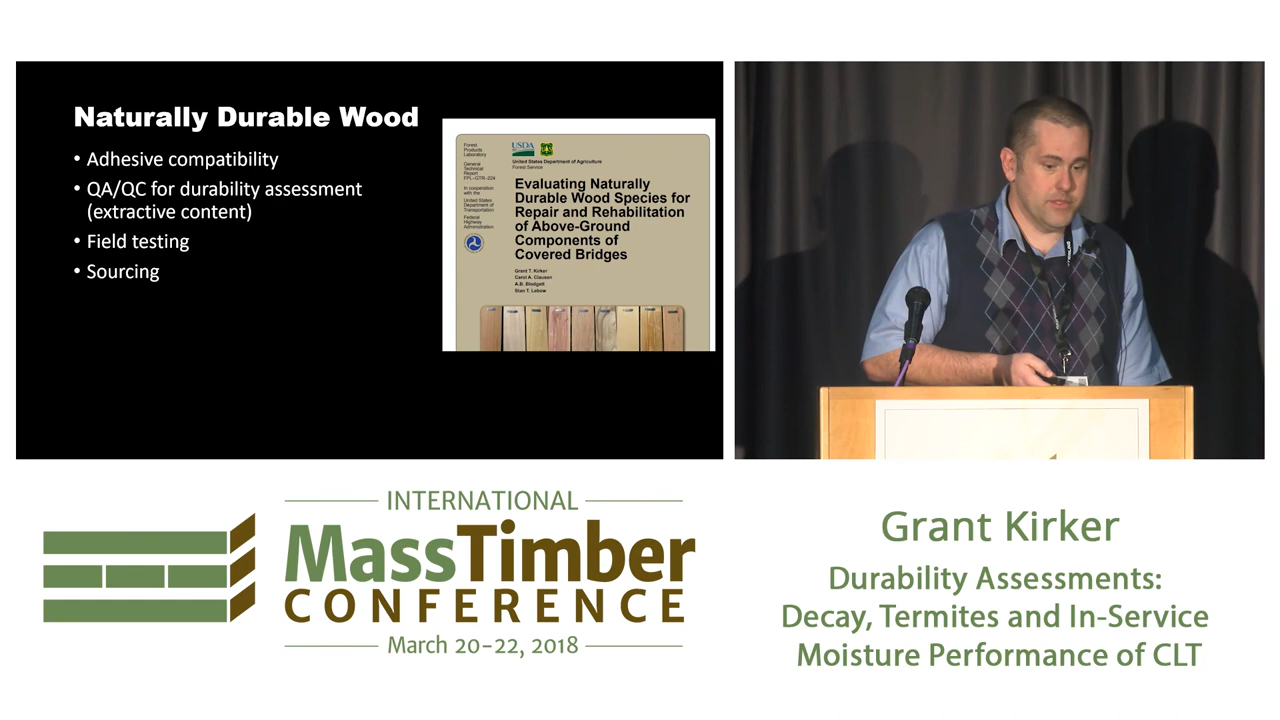 Naturally Durable Wood
• Adhesive compatibility
• QA/QC for durability assessment
(extractive content)
• Field testing
• Sourcing
Forest
Products
Laboratory
General
Technical
Report
FPL-GTR-224
In cooperation
with the
United States
Department of
Transportation
Federal
Highway
Administration
USDA
United States Department of Agriculture
Forest Service
Evaluating Naturally
Durable Wood Species for
Repair and Rehabilitation
of Above-Ground
Components of
Covered Bridges
Grant T. Kirker
Carol A. Clausen
A.B. Blodgett
Stan T. Lebow
INTERNATIONAL
MassTimber
CONFERENCE
March 20–22, 2018
Grant Kirker
Durability Assessments:
Decay, Termites and In-Service
Moisture Performance of CLT